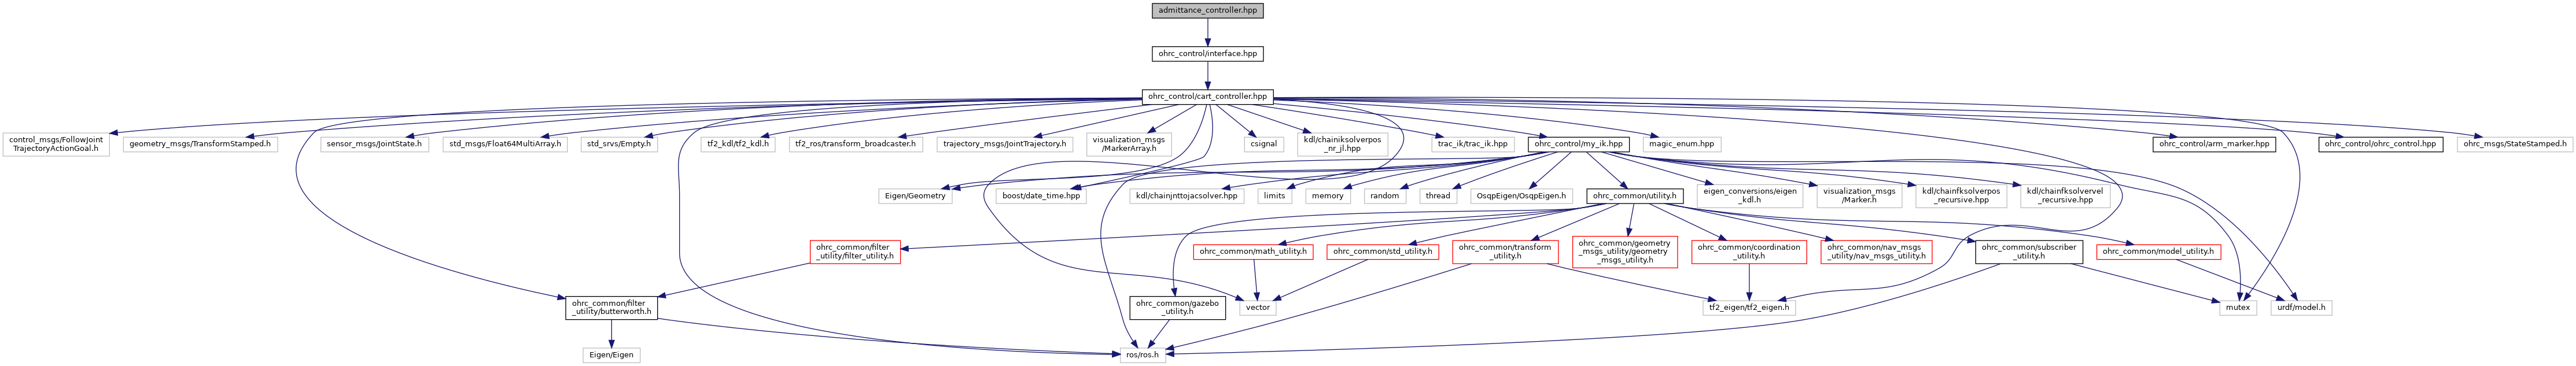 admittance_controller.hpp
ohrc_control/interface.hpp
ohrc_control/cart_controller.hpp
control_msgs/FollowJoint
TrajectoryActionGoal.h
geometry_msgs/TransformStamped.h
sensor_msgs/JointState.h
std_msgs/Float64MultiArray.h
std_srvs/Empty.h
tf2_kdl/tf2_kdl.h
tf2_ros/transform_broadcaster.h
trajectory_msgs/JointTrajectory.h
visualization_msgs
/MarkerArray.h
csignal
kdl/chainiksolverpos
_nr_jl.hpp
trac_ik/trac_ik.hpp
ohrc_control/my_ik.hpp
magic_enum.hpp
ohrc_control/arm_marker.hpp
ohrc_control/ohrc_control.hpp
ohrc_msgs/StateStamped.h
Eigen/Geometry
boost/date_time.hpp
kdl/chainjnttojacsolver.hpp
limits
memory
random
thread
OsqpEigen/OsqpEigen.h
ohrc_common/utility.h
eigen_conversions/eigen
_kdl.h
visualization_msgs
/Marker.h
kdl/chainfksolverpos
_recursive.hpp
kdl/chainfksolvervel
_recursive.hpp
ohrc_common/filter
_utility/filter_utility.h
ohrc_common/math_utility.h
ohrc_common/std_utility.h
ohrc_common/transform
_utility.h
ohrc_common/geometry
_msgs_utility/geometry
_msgs_utility.h
ohrc_common/coordination
_utility.h
ohrc_common/nav_msgs
_utility/nav_msgs_utility.h
ohrc_common/subscriber
_utility.h
ohrc_common/model_utility.h
ohrc_common/filter
_utility/butterworth.h
ohrc_common/gazebo
_utility.h
vector
tf2_eigen/tf2_eigen.h
mutex
urdf/model.h
Eigen/Eigen
ros/ros.h